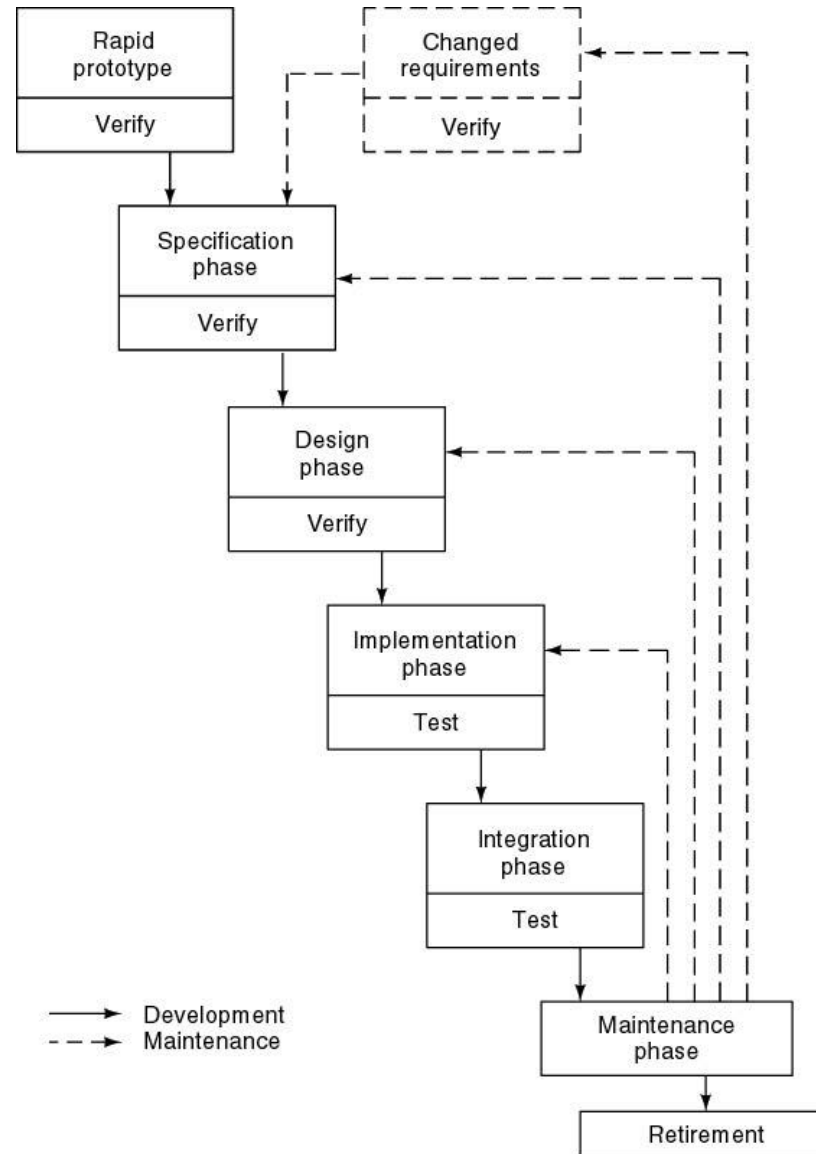 Rapid
prototype
Verify
Changed
requirements
Verify
Specification
phase
Verify
Design
phase
Verify
Implementation
phase
Test
Integration
phase
Test
Development
Maintenance
Maintenance
phase
Retirement